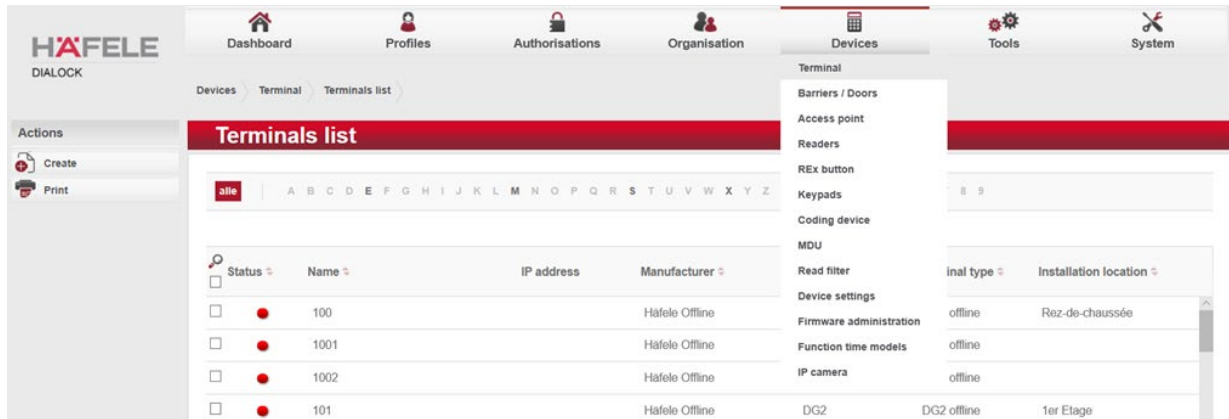 HÄFELE
DIALOCK
Dashboard
Profiles
Authorisations
Organisation
Devices
Tools
System
Devices
Terminal
Terminals list
Terminal
Barriers / Doors
Access point
Readers
REx button
Keypads
Coding device
MDU
Read filter
Device settings
Firmware administration
Function time models
IP camera
Actions
Create
Print
Terminals list
alle A B C D E F G H I J K L M N O P Q R S T U V W X Y Z 8 9
Status Name IP address Manufacturer inal type Installation location
100 Häfele Offline offline Rez-de-chaussée
1001 Häfele Offline offline
1002 Häfele Offline offline
101 Häfele Offline DG2 DG2 offline 1er Etage